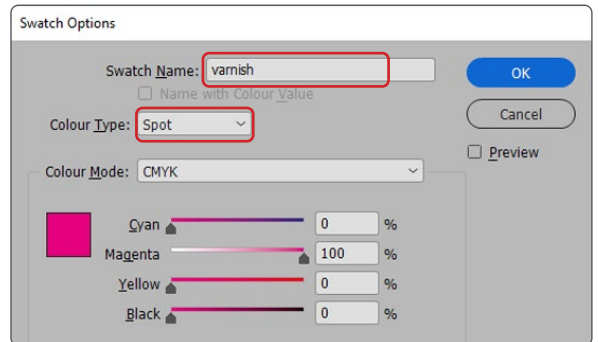 Swatch Options
Swatch Name: varnish
Name with Colour Value
Colour Type: Spot
Colour Mode: CMYK
Cyan 0 %
Magenta 100 %
Yellow 0 %
Black 0 %
OK
Cancel
Preview